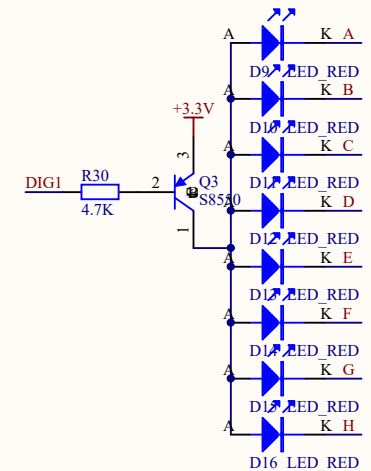 A K A
D9 LED_RED
A K B
D10 LED_RED
+3.3V
A K C
3
D11 LED_RED
DIG1 R30 2 Q3
4.7K S8550
A K D
1
D12 LED_RED
A K E
D13 LED_RED
A K F
D14 LED_RED
A K G
D15 LED_RED
A K H
D16 LED_RED